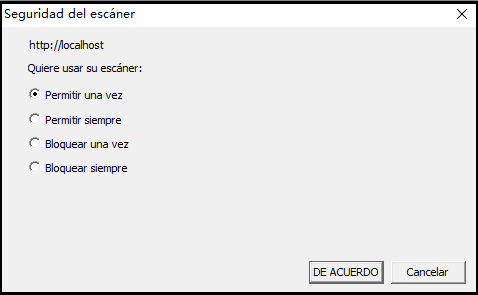 Seguridad del escáner
http://localhost
Quiere usar su escáner:
Permitir una vez
Permitir siempre
Bloquear una vez
Bloquear siempre
DE ACUERDO Cancelar